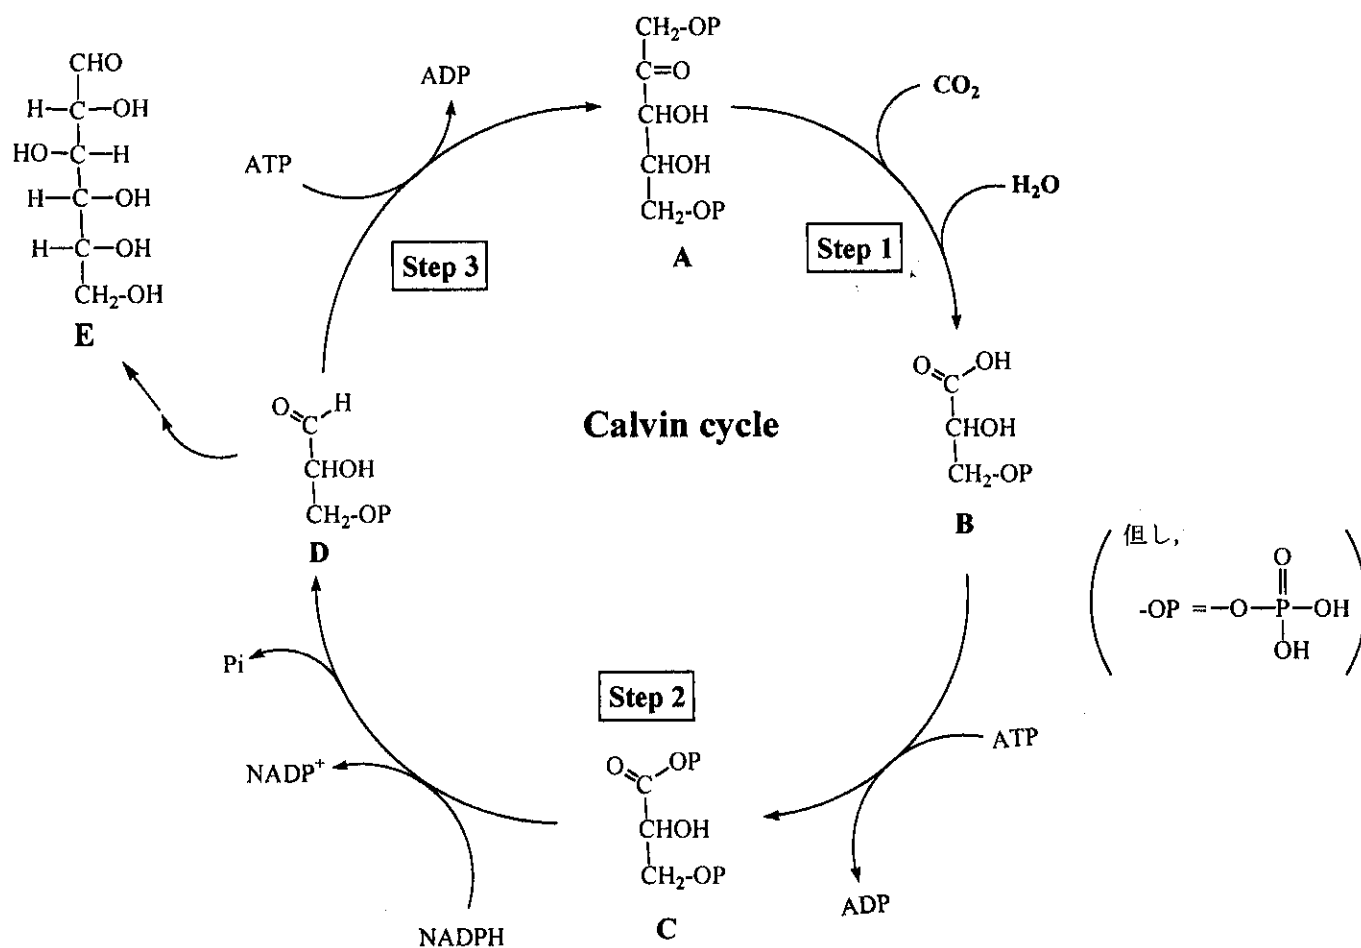 CHO
H-C-OH
HO-C-H
H-C-OH
H-C-OH
CH₂-OH
E
ADP
ATP
Step 3
CH₂-OP
C=O
CHOH
CHOH
CH₂-OP
A
CO₂
H₂O
Step 1
O=C-H
CHOH
CH₂-OP
D
Calvin cycle
O=C-OH
CHOH
CH₂-OP
B
但し,
-OP = -O-P-OH
O
OH
Pi
NADP⁺
NADPH
Step 2
O=C-OP
CHOH
CH₂-OP
C
ATP
ADP